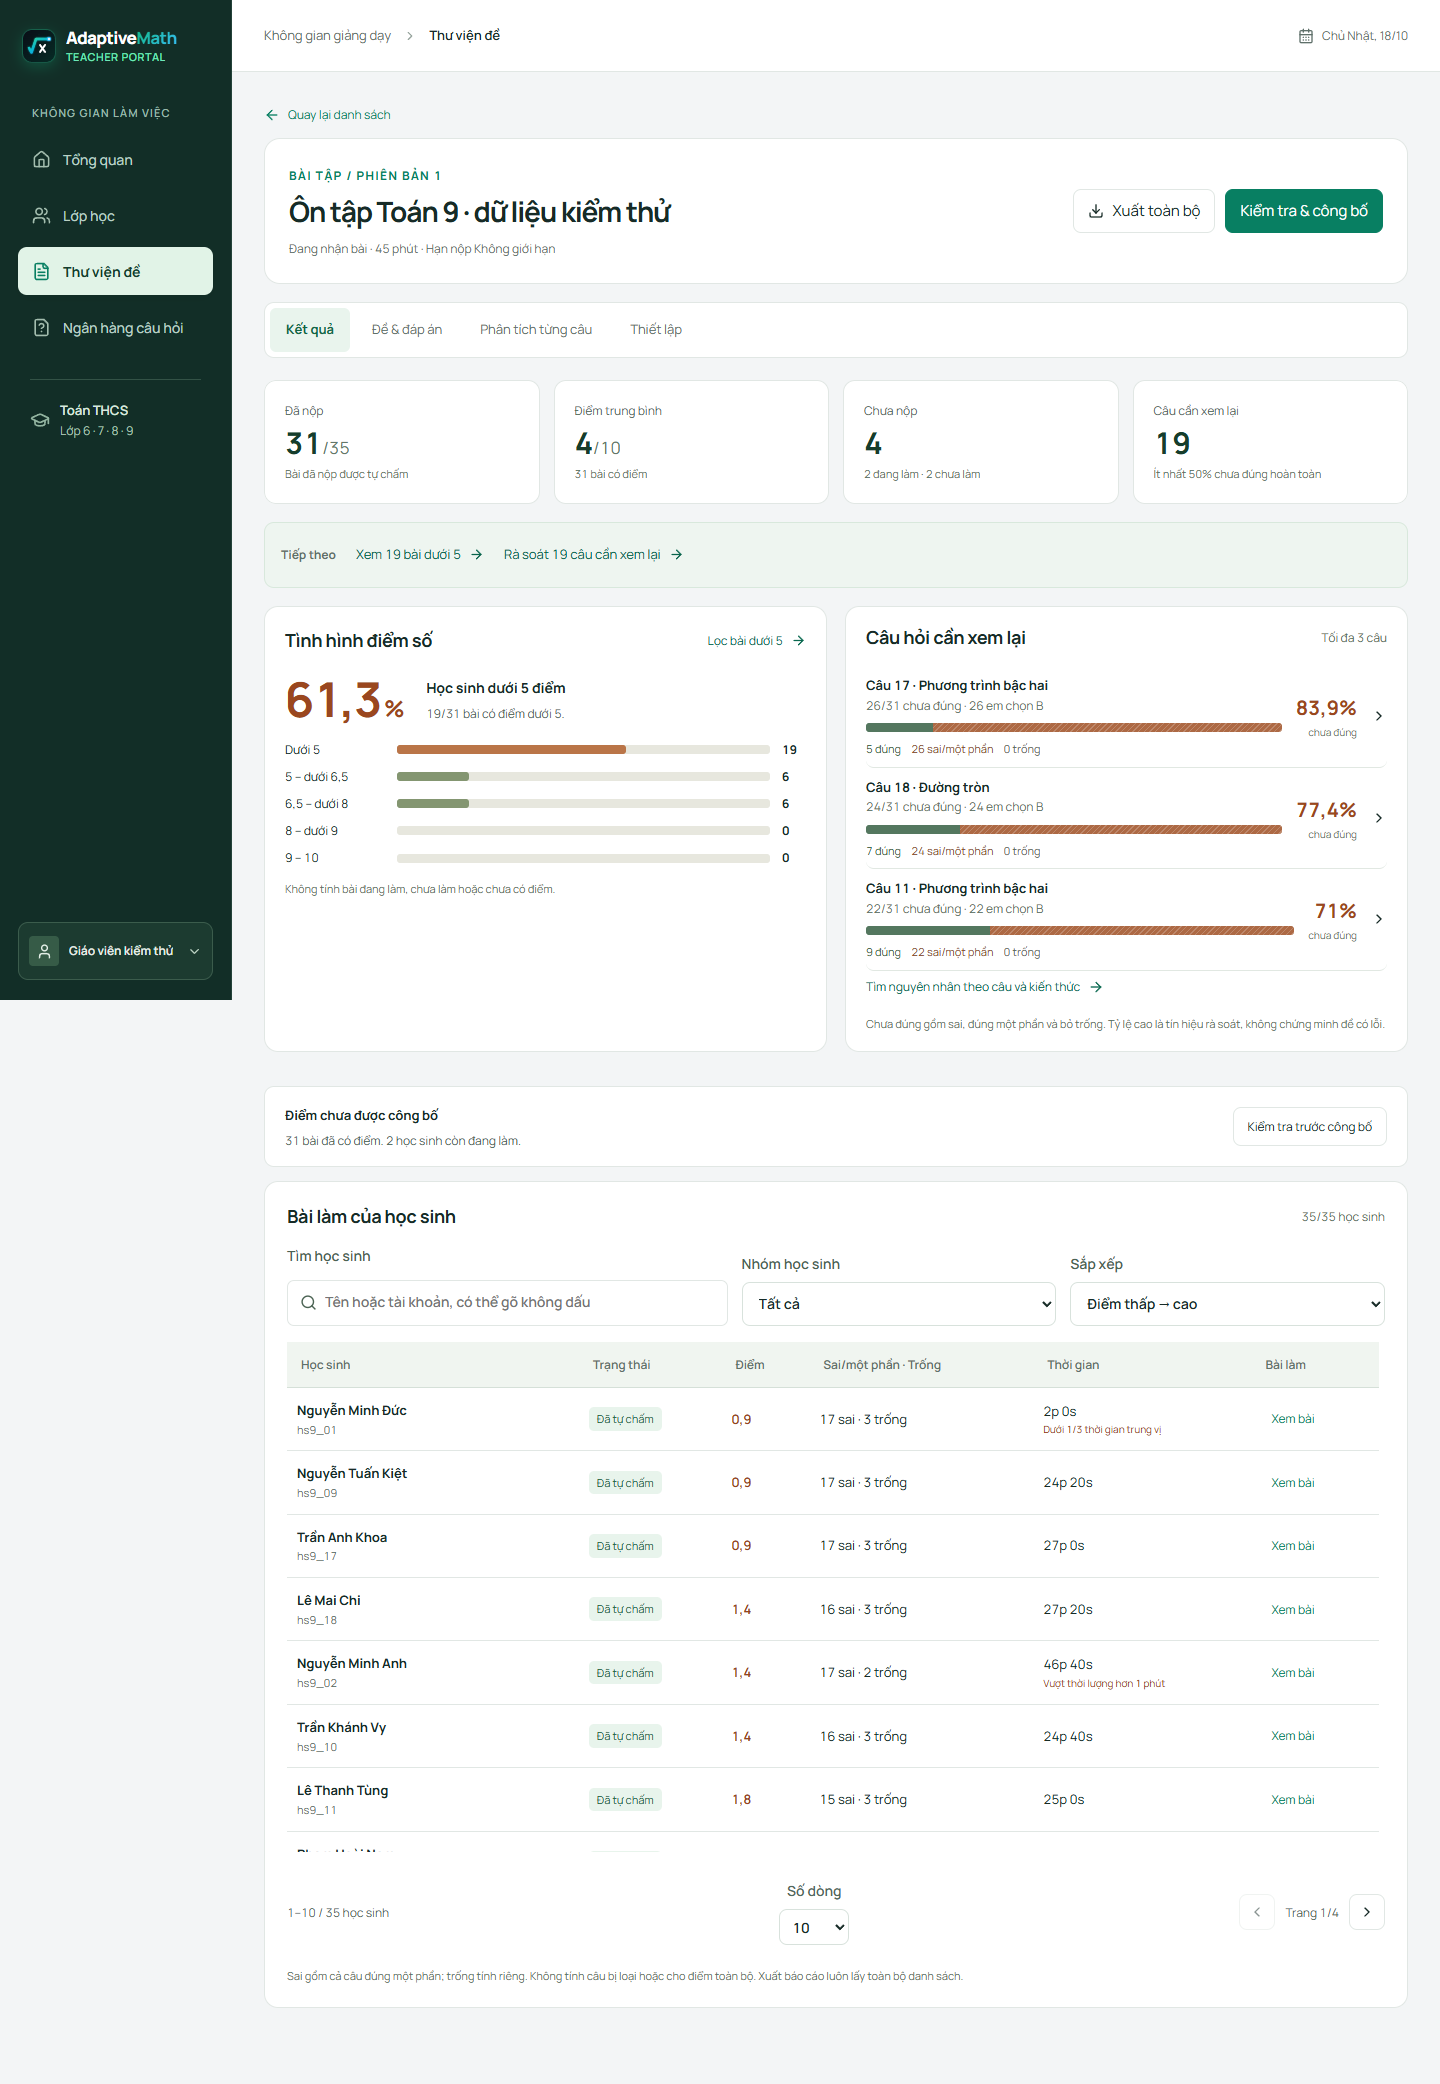 AdaptiveMath
TEACHER PORTAL
KHÔNG GIAN LÀM VIỆC
Tổng quan
Lớp học
Thư viện đề
Ngân hàng câu hỏi
Toán THCS
Lớp 6 · 7 · 8 · 9
Giáo viên kiểm thử
Không gian giảng dạy
Thư viện đề
Chủ Nhật, 18/10
Quay lại danh sách
BÀI TẬP / PHIÊN BẢN 1
Ôn tập Toán 9 · dữ liệu kiểm thử
Đang nhận bài · 45 phút · Hạn nộp Không giới hạn
Xuất toàn bộ
Kiểm tra & công bố
Kết quả
Đề & đáp án
Phân tích từng câu
Thiết lập
Đã nộp
31/35
Bài đã nộp được tự chấm
Điểm trung bình
4/10
31 bài có điểm
Chưa nộp
4
2 đang làm · 2 chưa làm
Câu cần xem lại
19
Ít nhất 50% chưa đúng hoàn toàn
Tiếp theo
Xem 19 bài dưới 5
Rà soát 19 câu cần xem lại
Tình hình điểm số
Lọc bài dưới 5
61,3%
Học sinh dưới 5 điểm
19/31 bài có điểm dưới 5.
Dưới 5 19
5 – dưới 6,5 6
6,5 – dưới 8 6
8 – dưới 9 0
9 – 10 0
Không tính bài đang làm, chưa làm hoặc chưa có điểm.
Câu hỏi cần xem lại
Tối đa 3 câu
Câu 17 · Phương trình bậc hai
26/31 chưa đúng · 26 em chọn B
83,9%
chưa đúng
5 đúng 26 sai/một phần 0 trống
Câu 18 · Đường tròn
24/31 chưa đúng · 24 em chọn B
77,4%
chưa đúng
7 đúng 24 sai/một phần 0 trống
Câu 11 · Phương trình bậc hai
22/31 chưa đúng · 22 em chọn B
71%
chưa đúng
9 đúng 22 sai/một phần 0 trống
Tìm nguyên nhân theo câu và kiến thức
Chưa đúng gồm sai, đúng một phần và bỏ trống. Tỷ lệ cao là tín hiệu rà soát, không chứng minh đề có lỗi.
Điểm chưa được công bố
31 bài đã có điểm. 2 học sinh còn đang làm.
Kiểm tra trước công bố
Bài làm của học sinh
35/35 học sinh
Tìm học sinh
Tên hoặc tài khoản, có thể gõ không dấu
Nhóm học sinh
Tất cả
Sắp xếp
Điểm thấp → cao
Học sinh Trạng thái Điểm Sai/một phần · Trống Thời gian Bài làm
Nguyễn Minh Đức
hs9_01
Đã tự chấm 0,9 17 sai · 3 trống 2p 0s
Dưới 1/3 thời gian trung vị
Xem bài
Nguyễn Tuấn Kiệt
hs9_09
Đã tự chấm 0,9 17 sai · 3 trống 24p 20s Xem bài
Trần Anh Khoa
hs9_17
Đã tự chấm 0,9 17 sai · 3 trống 27p 0s Xem bài
Lê Mai Chi
hs9_18
Đã tự chấm 1,4 16 sai · 3 trống 27p 20s Xem bài
Nguyễn Minh Anh
hs9_02
Đã tự chấm 1,4 17 sai · 2 trống 46p 40s
Vượt thời lượng hơn 1 phút
Xem bài
Trần Khánh Vy
hs9_10
Đã tự chấm 1,4 16 sai · 3 trống 24p 40s Xem bài
Lê Thanh Tùng
hs9_11
Đã tự chấm 1,8 15 sai · 3 trống 25p 0s Xem bài
1–10 / 35 học sinh
Số dòng
10
Trang 1/4
Sai gồm cả câu đúng một phần; trống tính riêng. Không tính câu bị loại hoặc cho điểm toàn bộ. Xuất báo cáo luôn lấy toàn bộ danh sách.